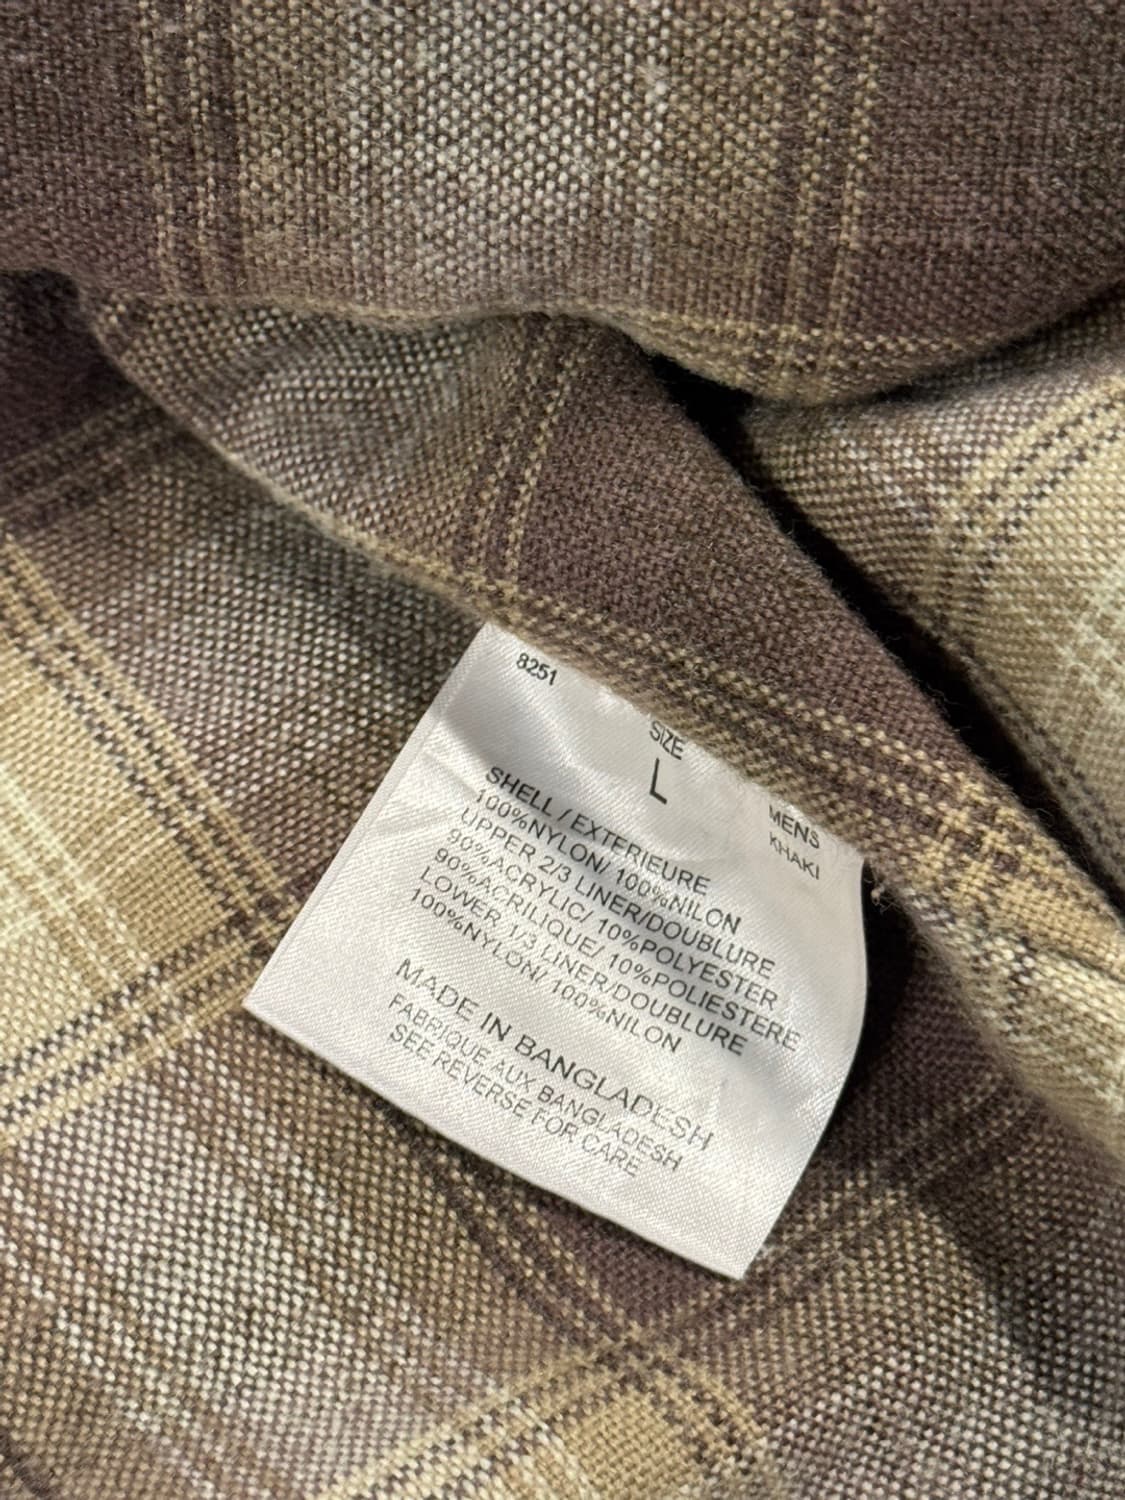 8251
SIZE
L
MENS
KHAKI
SHELL / EXTERIEURE
100%NYLON/ 100%NILON
UPPER 2/3 LINER/DOUBLURE
90%ACRYLIC/ 10%POLYESTER
90%ACRILIQUE/ 10%POLIESTERE
LOWER 1/3 LINER/DOUBLURE
100%NYLON/ 100%NILON
MADE IN BANGLADESH
FABRIQUE AUX BANGLADESH
SEE REVERSE FOR CARE